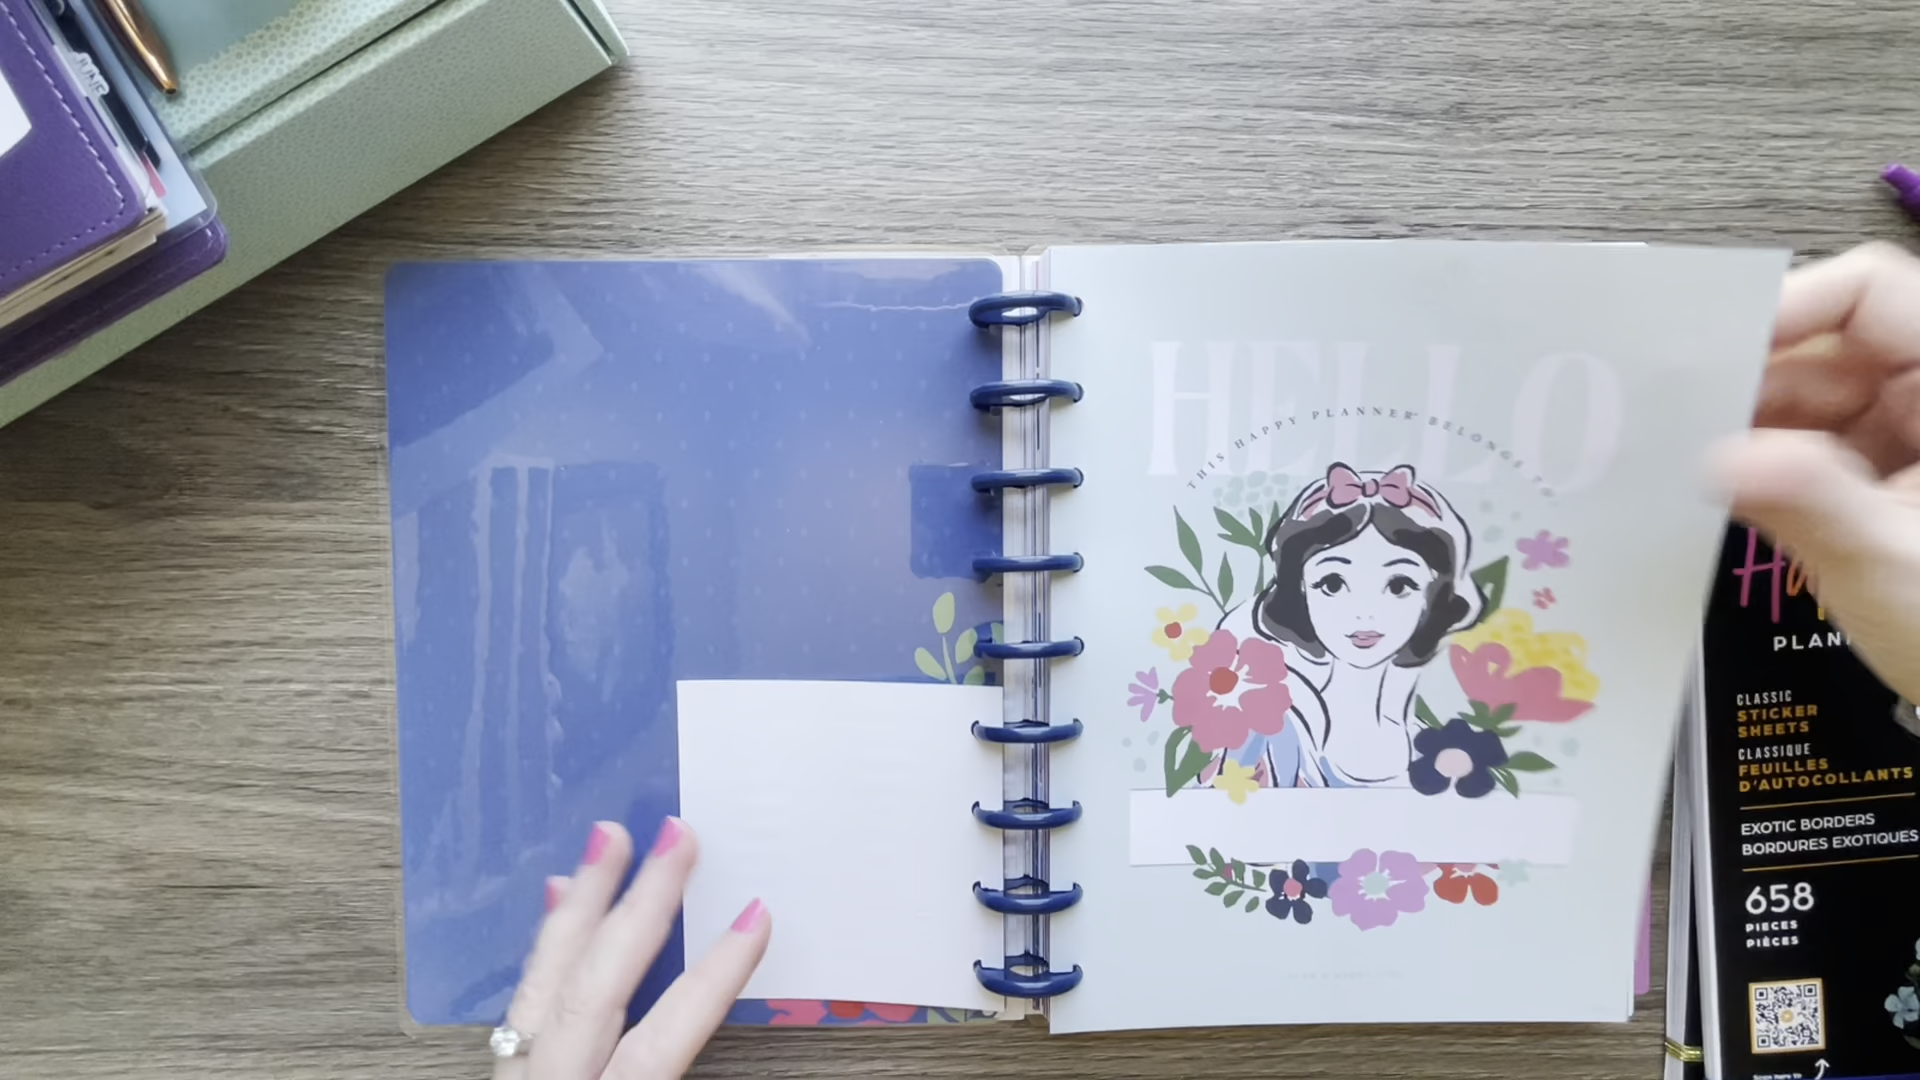 JUNE
HELLO
THIS HAPPY PLANNER BELONGS TO
PLAN
CLASSIC
STICKER
SHEETS
CLASSIQUE
FEUILLES
D'AUTOCOLLANTS
EXOTIC BORDERS
BORDURES EXOTIQUES
658
PIECES
PIÈCES